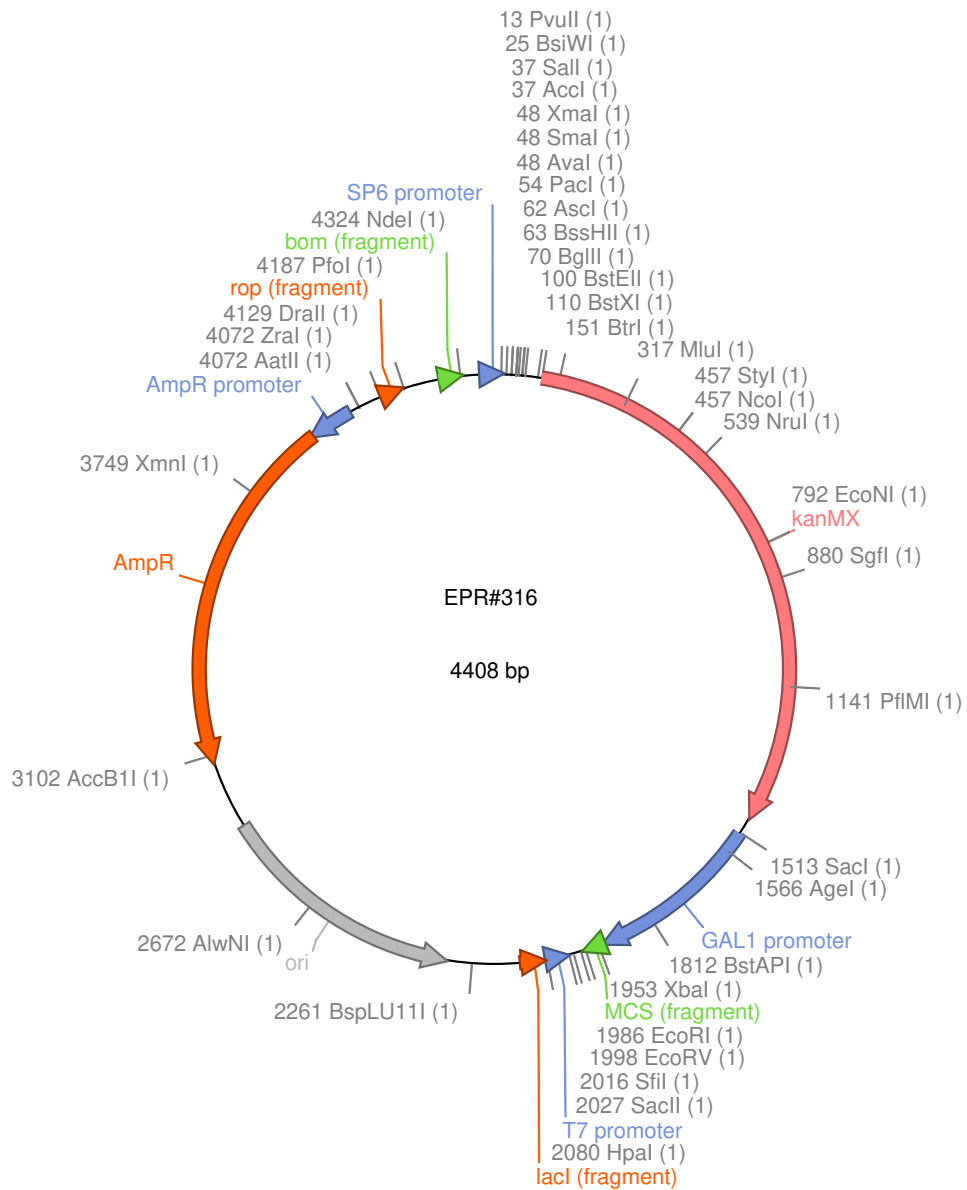 13 PvuII (1)
25 BsiWI (1)
37 SalI (1)
37 AccI (1)
48 XmaI (1)
48 SmaI (1)
48 AvaI (1)
54 PacI (1)
62 AscI (1)
63 BssHII (1)
70 BglII (1)
100 BstEII (1)
110 BstXI (1)
151 BtrI (1)
317 MluI (1)
457 StyI (1)
457 NcoI (1)
539 NruI (1)
792 EcoNI (1)
kanMX
880 SgfI (1)
1141 PflMI (1)
1513 SacI (1)
1566 AgeI (1)
GAL1 promoter
1812 BstAPI (1)
1953 XbaI (1)
MCS (fragment)
1986 EcoRI (1)
1998 EcoRV (1)
2016 SfiI (1)
2027 SacII (1)
T7 promoter
2080 HpaI (1)
lacI (fragment)
2261 BspLU11I (1)
ori
2672 AlwNI (1)
3102 AccB1I (1)
AmpR
3749 XmnI (1)
AmpR promoter
4072 AatII (1)
4072 ZraI (1)
4129 DraII (1)
rop (fragment)
4187 PfoI (1)
bom (fragment)
4324 NdeI (1)
SP6 promoter
EPR#316
4408 bp